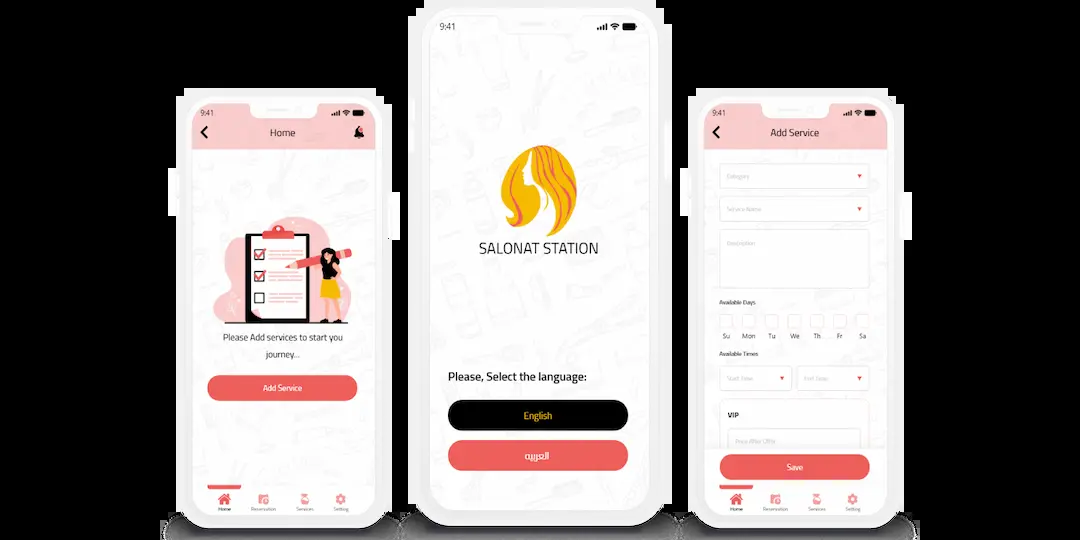 9:41
Home
Please Add services to start you
journey...
Add Service
Home
Reservation
Services
Setting
9:41
SALONAT STATION
Please, Select the language:
English
العربيه
9:41
Add Service
Category
Service Name
Description
Available Days
Su Mon Tu We Th Fr Sa
Available Times
Start Time
End Time
VIP
Price After Offer
Save
Home
Reservation
Services
Setting